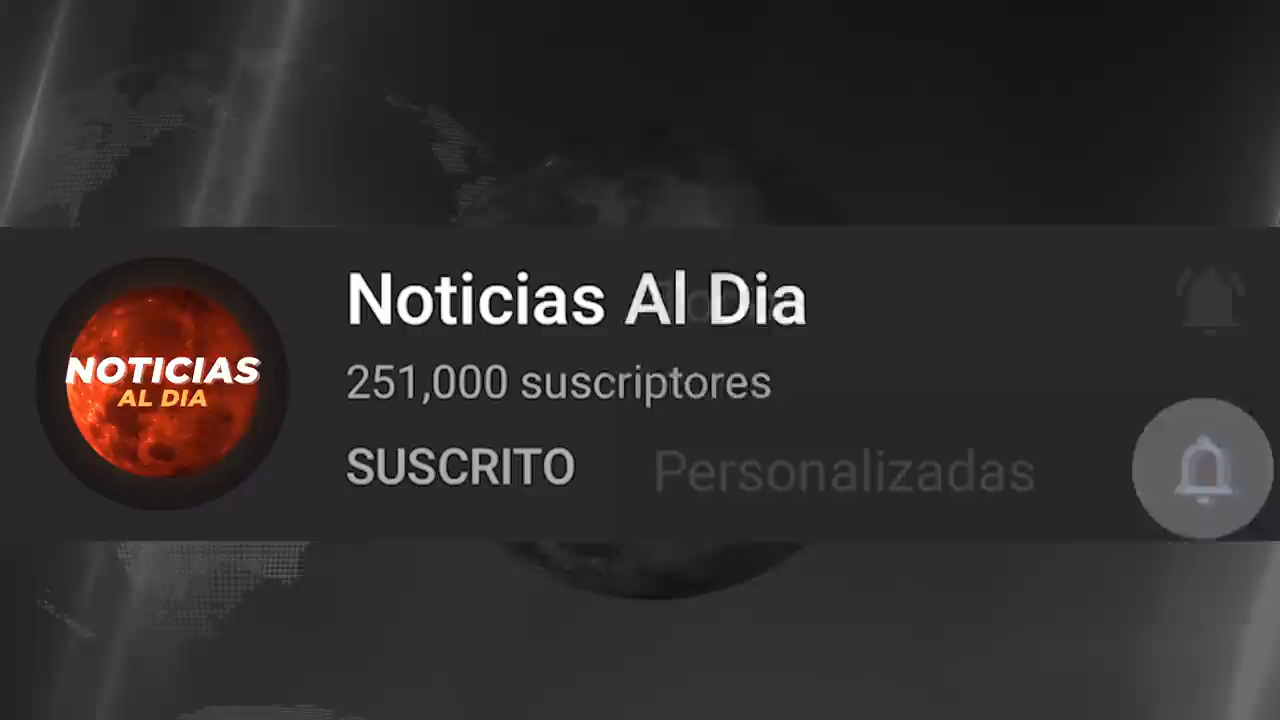 Noticias Al Dia
NOTICIAS
AL DIA
251,000 suscriptores
SUSCRITO
Personalizadas